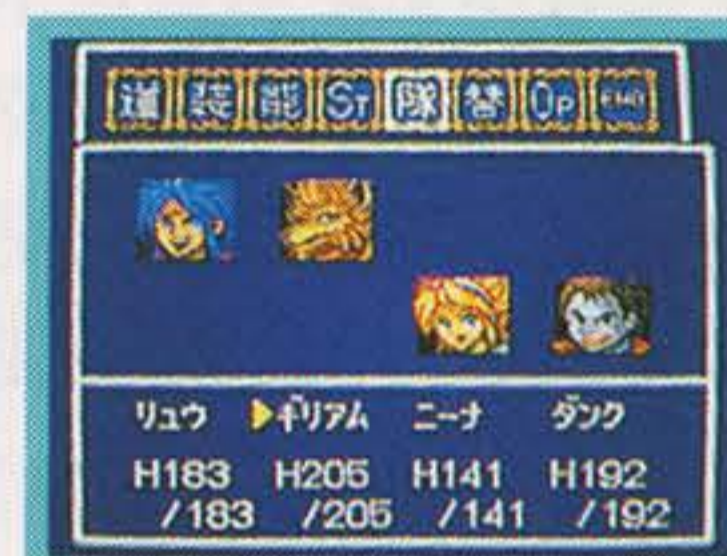 道 装 能 ST 隊 替 OP END
リュウ ▶ギリアム ニーナ ダンク
H183 H205 H141 H192
/183 /205 /141 /192